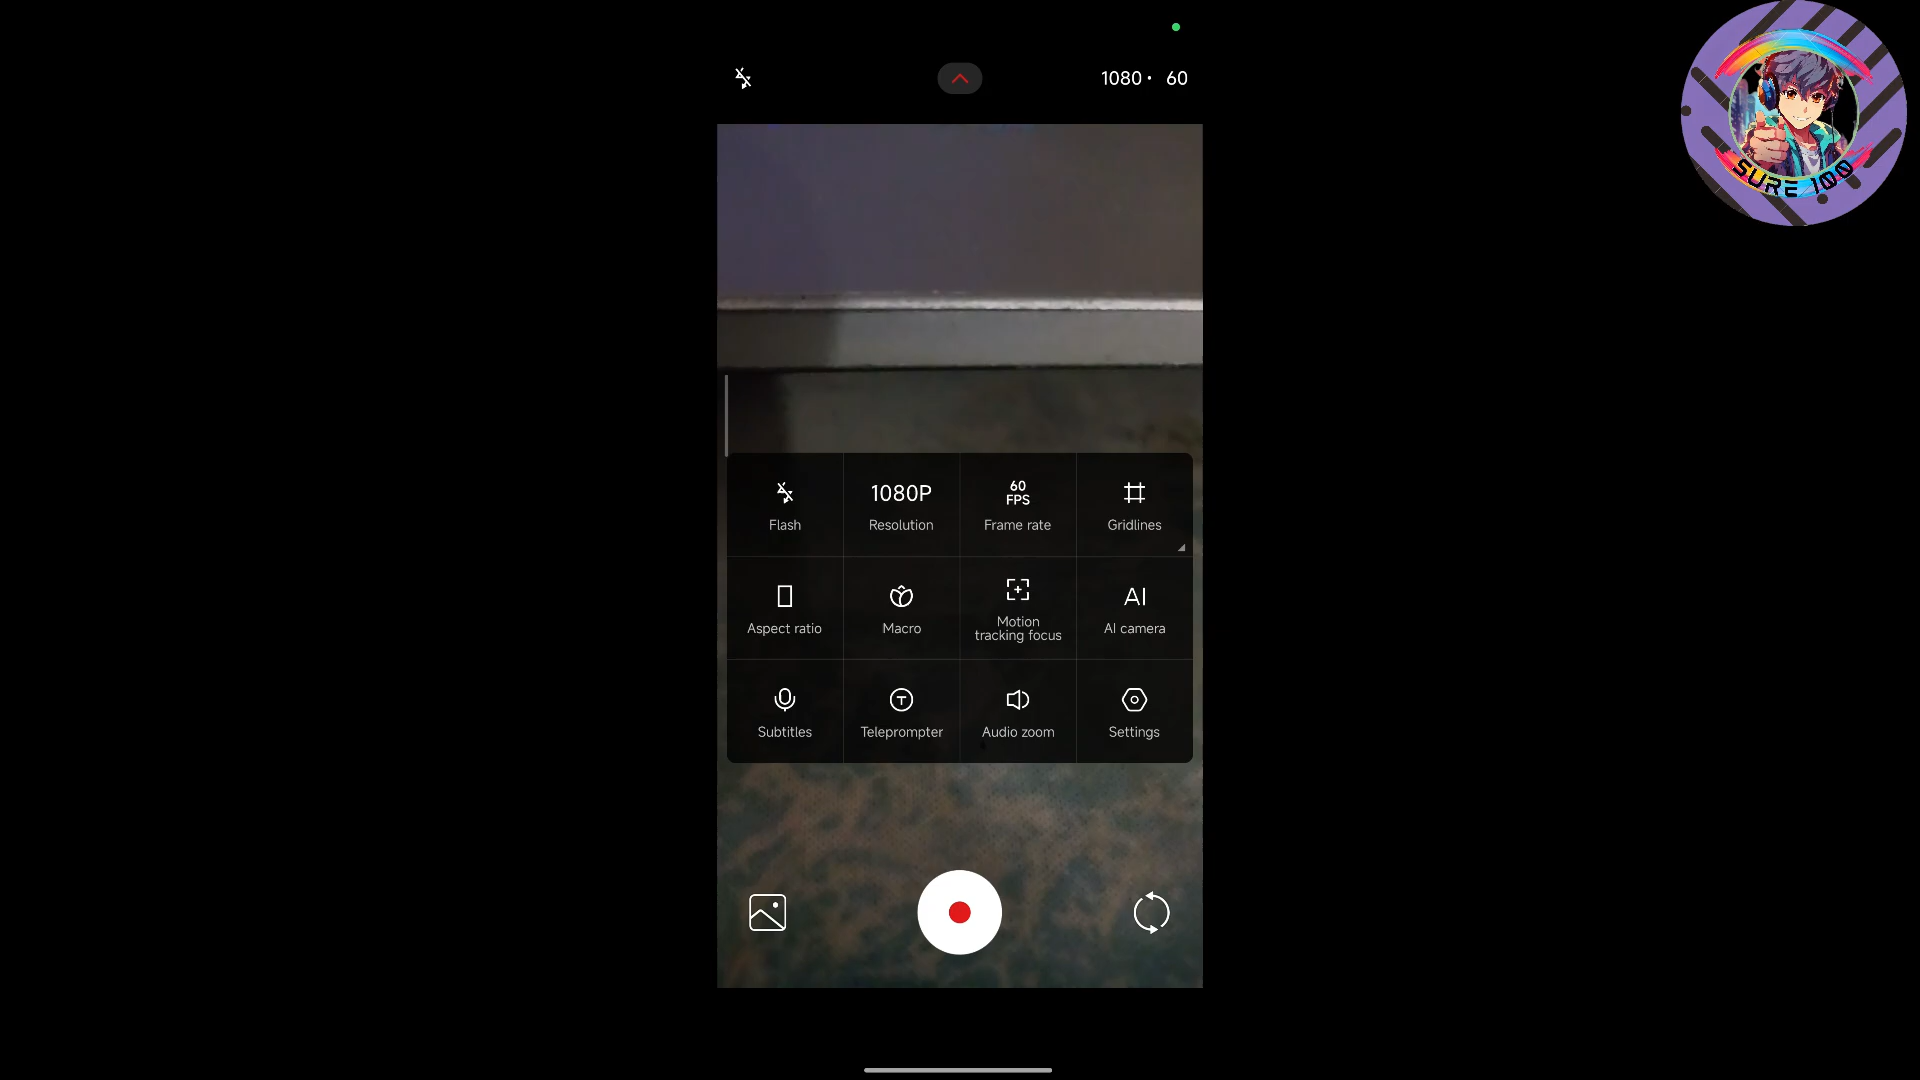 1080 • 60
1080P
60
FPS
Flash
Resolution
Frame rate
Gridlines
AI
Aspect ratio
Macro
Motion
tracking focus
AI camera
T
Subtitles
Teleprompter
Audio zoom
Settings
SURE 100